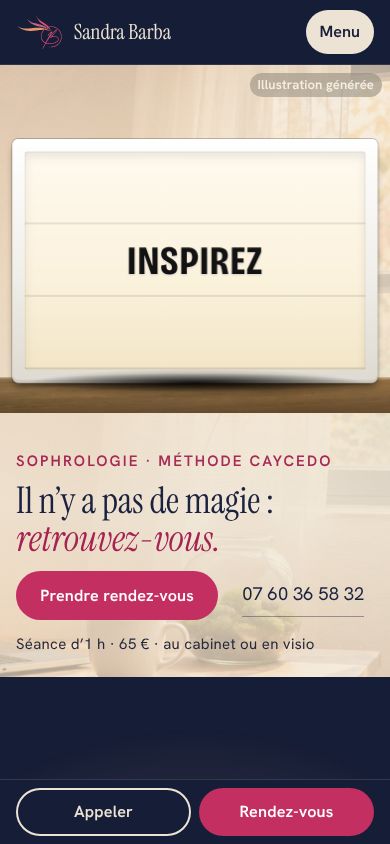 Sandra Barba
Menu
Illustration générée
INSPIREZ
SOPHROLOGIE · MÉTHODE CAYCEDO
Il n’y a pas de magie :
retrouvez-vous.
Prendre rendez-vous
07 60 36 58 32
Séance d’1 h · 65 € · au cabinet ou en visio
Appeler
Rendez-vous